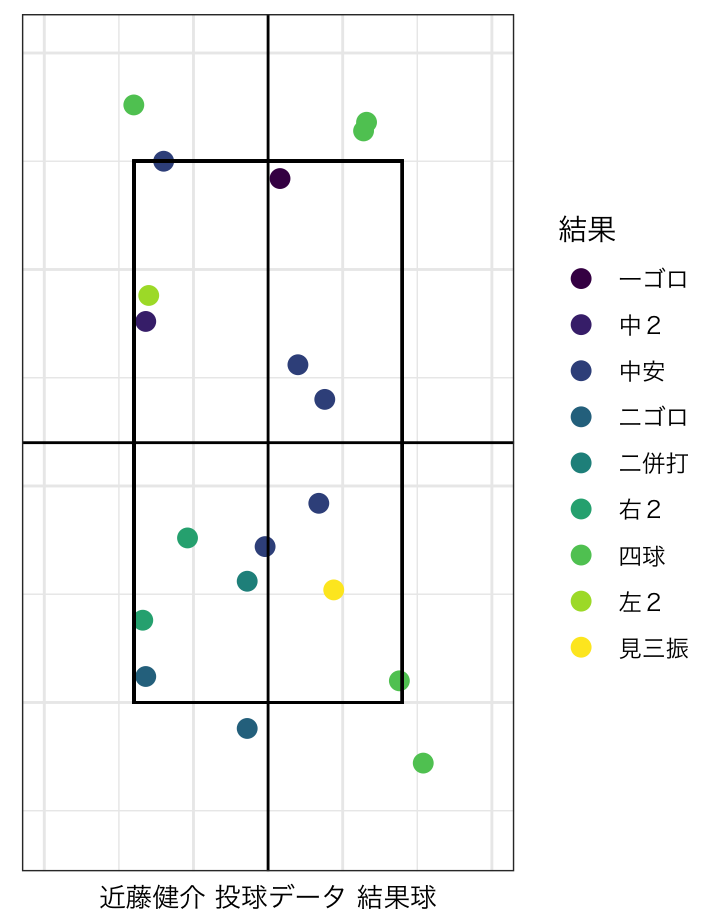 結果
一ゴロ
中２
中安
二ゴロ
二併打
右２
四球
左２
見三振
近藤健介 投球データ 結果球